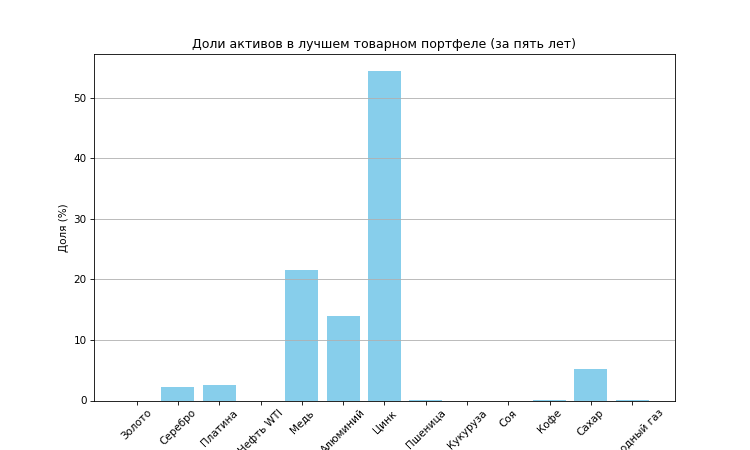 Доли активов в лучшем товарном портфеле (за пять лет)
Доля (%)
50
40
30
20
10
0
Золото
Серебро
Платина
Нефть WTI
Медь
Алюминий
Цинк
Пшеница
Кукуруза
Соя
Кофе
Сахар
газ